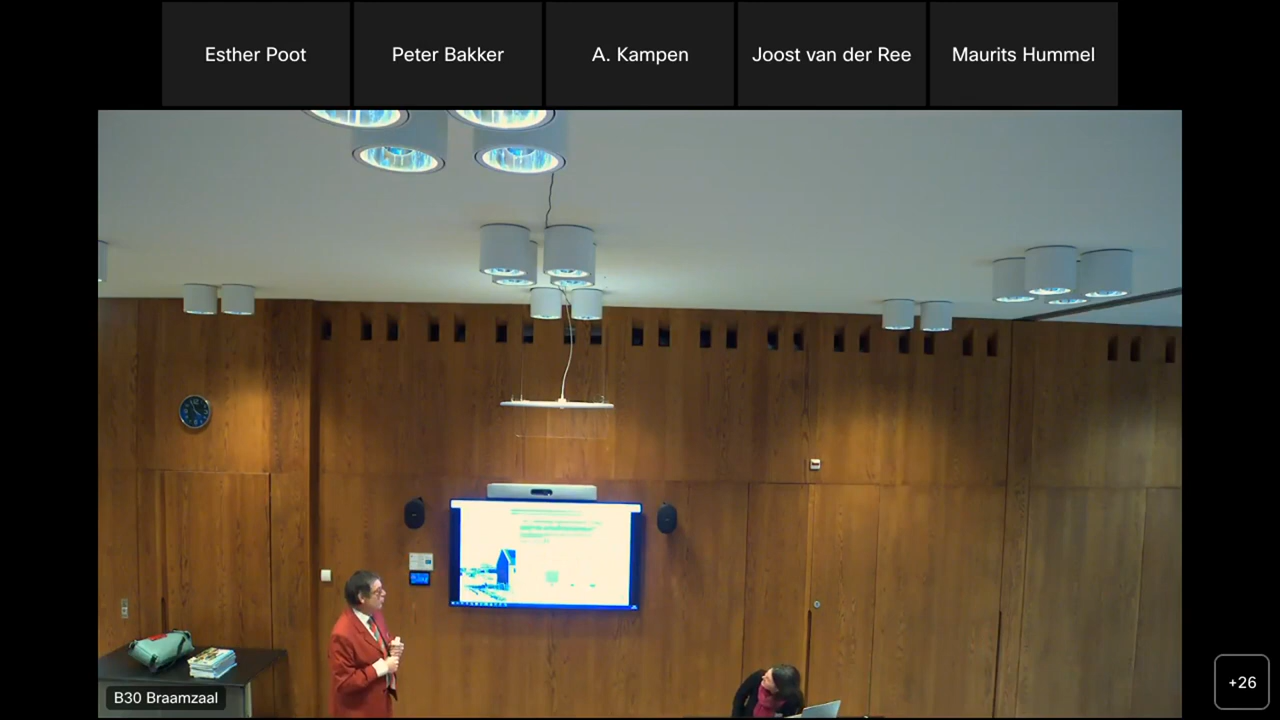 Esther Poot
Peter Bakker
A. Kampen
Joost van der Ree
Maurits Hummel
B30 Braamzaal
+26